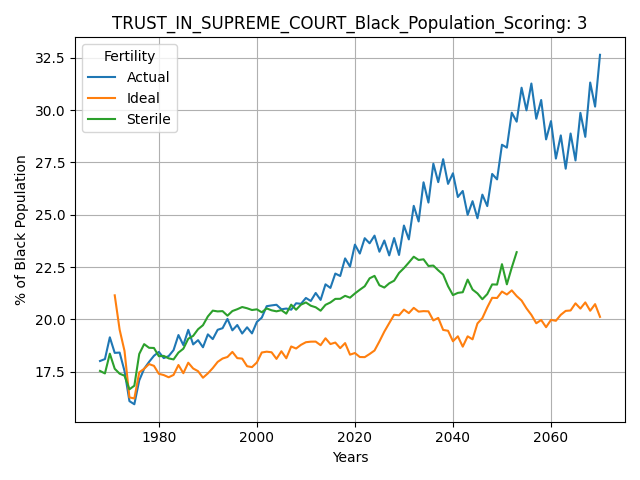 TRUST_IN_SUPREME_COURT_Black_Population_Scoring: 3
Fertility
Actual
Ideal
Sterile
% of Black Population
32.5
30.0
27.5
25.0
22.5
20.0
17.5
1980
2000
2020
2040
2060
Years